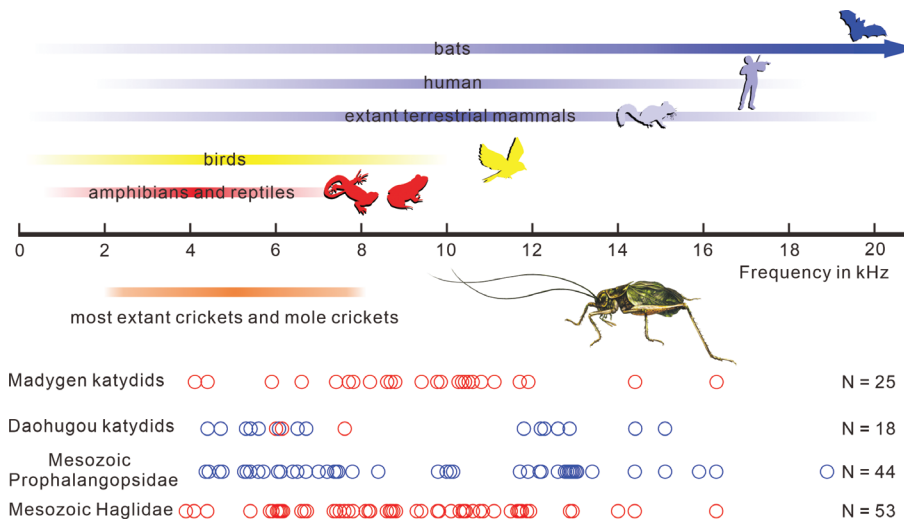 bats
human
extant terrestrial mammals
birds
amphibians and reptiles
0 2 4 6 8 10 12 14 16 18 20
Frequency in kHz
most extant crickets and mole crickets
Madygen katydids N = 25
Daohugou katydids N = 18
Mesozoic
Prophalangopsidae N = 44
Mesozoic Haglidae N = 53